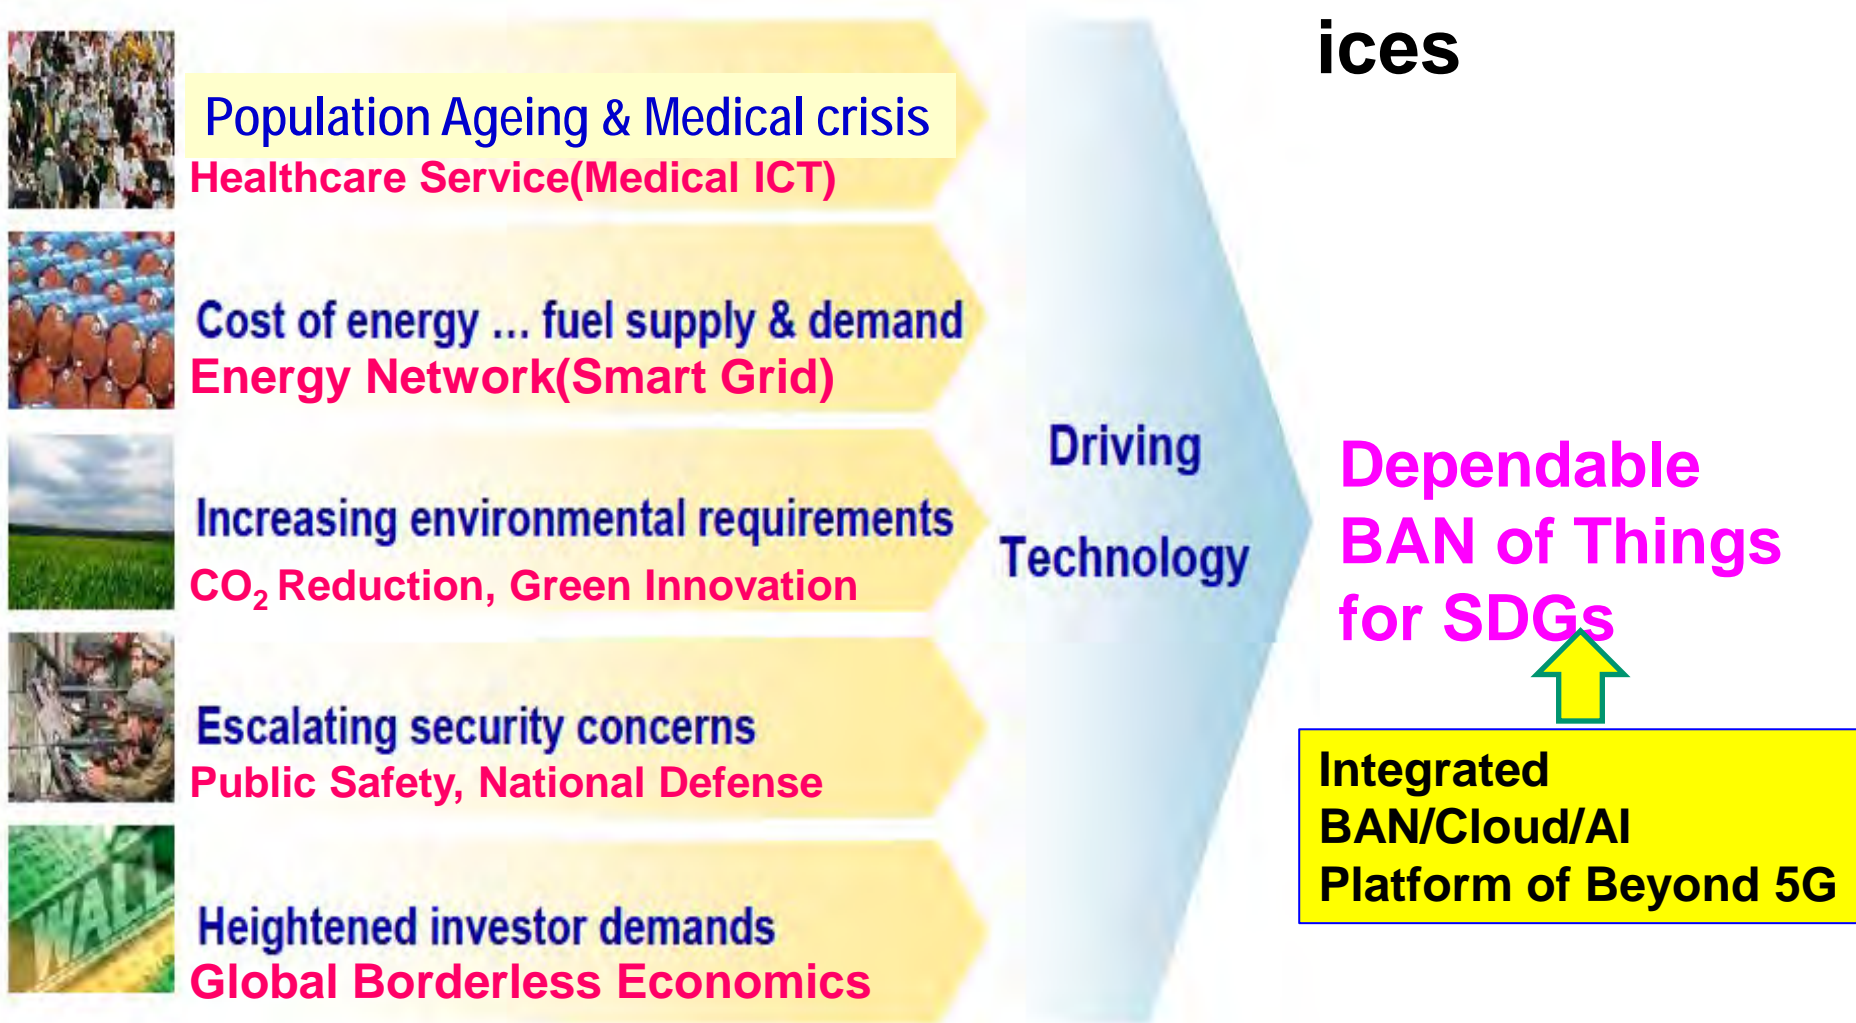 ices
Population Ageing & Medical crisis
Healthcare Service(Medical ICT)
Cost of energy ... fuel supply & demand
Energy Network(Smart Grid)
Increasing environmental requirements
CO₂ Reduction, Green Innovation
Escalating security concerns
Public Safety, National Defense
WALL
Heightened investor demands
Global Borderless Economics
Driving
Technology
Dependable
BAN of Things
for SDGs
Integrated
BAN/Cloud/AI
Platform of Beyond 5G